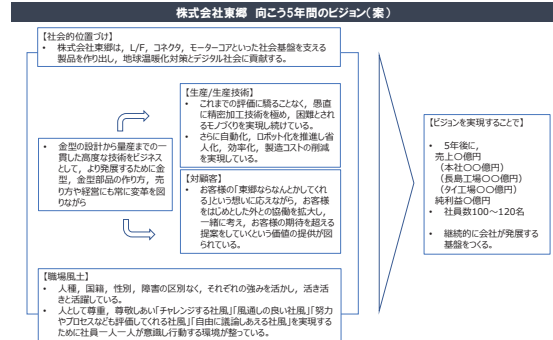 株式会社東郷 向こう5年間のビジョン(案)
【社会的位置づけ】
• 株式会社東郷は，L/F，コネクタ，モーターコアといった社会基盤を支える
製品を作り出し，地球温暖化対策とデジタル社会に貢献する。
【生産/生産技術】
• これまでの評価に驕ることなく，愚直
に精密加工技術を極め，困難とされ
るモノづくりを実現し続けている。
• さらに自動化，ロボット化を推進し省
人化，効率化，製造コストの削減
を実現している。
• 金型の設計から量産までの一
貫した高度な技術をビジネス
として，より発展するために金
型，金型部品の作り方，売
り方や経営にも常に変革を図
りながら
【対顧客】
• お客様の「東郷ならなんとかしてくれ
る」という想いに応えながら，お客様
をはじめとした外との協働を拡大し，
一緒に考え，お客様の期待を超える
提案をしていくという価値の提供が図
られている。
【職場風土】
• 人種，国籍，性別，障害の区別なく，それぞれの強みを活かし，活き活
きと活躍している。
• 人として尊重，尊敬しあい「チャレンジする社風」「風通しの良い社風」「努力
やプロセスなども評価してくれる社風」「自由に議論しあえる社風」を実現する
ために社員一人一人が意識し行動する環境が整っている。
【ビジョンを実現することで】
• 5年後に，
売上〇億円
（本社〇〇億円）
（長島工場〇〇億円）
（タイ工場〇〇億円）
純利益〇億円
• 社員数100～120名
• 継続的に会社が発展する
基盤をつくる。